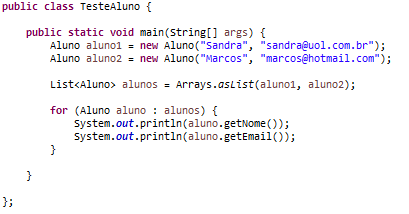 public class TesteAluno {
public static void main(String[] args) {
Aluno aluno1 = new Aluno("Sandra", "sandra@uol.com.br");
Aluno aluno2 = new Aluno("Marcos", "marcos@hotmail.com");
List<Aluno> alunos = Arrays.asList(aluno1, aluno2);
for (Aluno aluno : alunos) {
System.out.println(aluno.getNome());
System.out.println(aluno.getEmail());
}
}
};